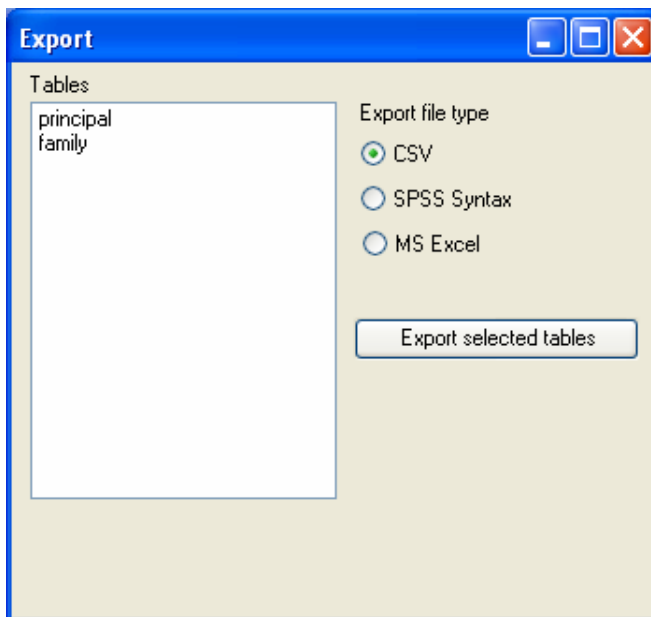 Export
Tables
principal
family
Export file type
CSV
SPSS Syntax
MS Excel
Export selected tables